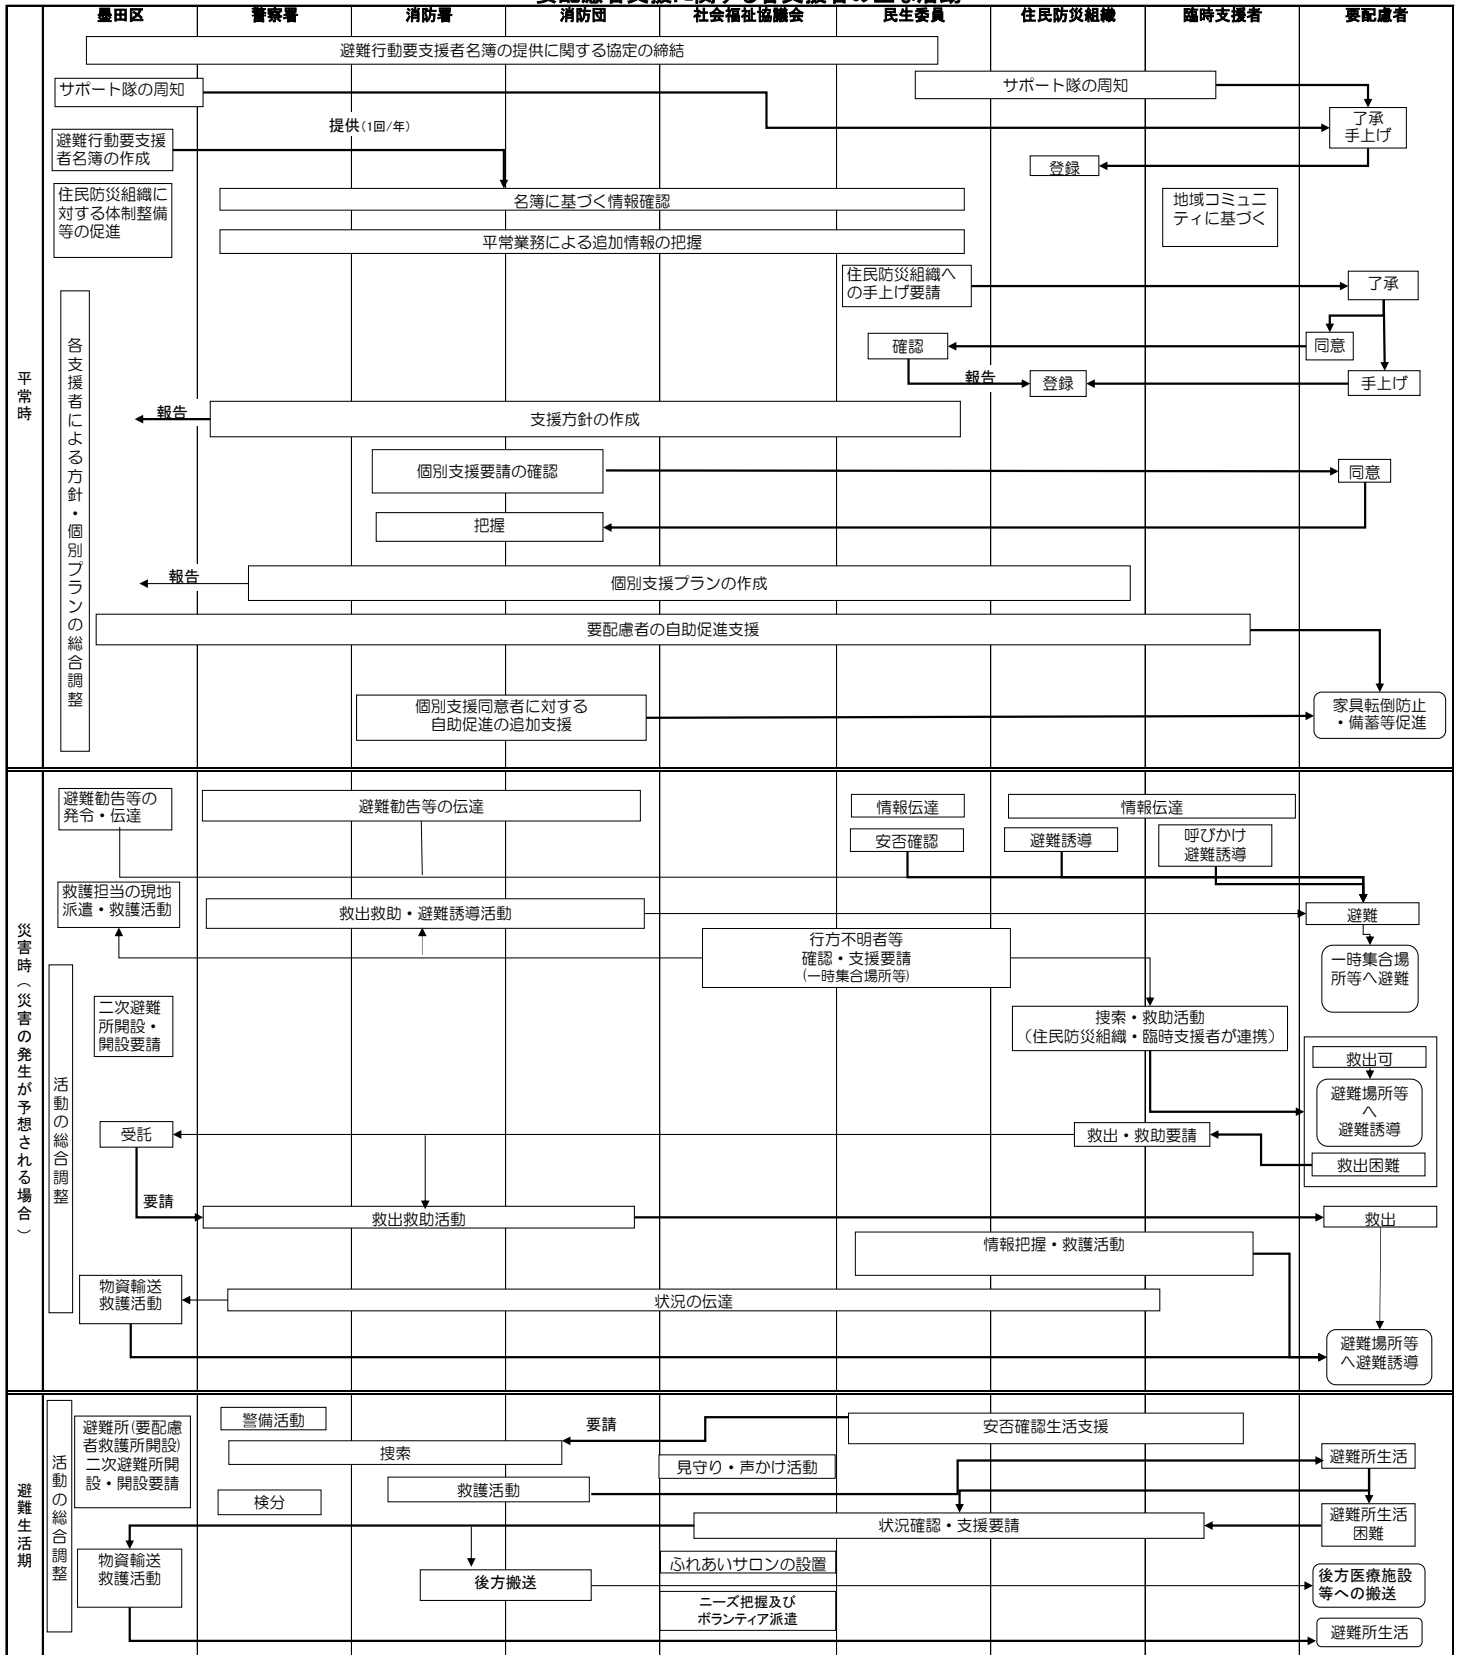 要配慮者支援に関する各支援者の主な活動
墨田区
警察署
消防署
消防団
社会福祉協議会
民生委員
住民防災組織
臨時支援者
要配慮者
平常時
避難行動要支援者名簿の提供に関する協定の締結
サポート隊の周知
サポート隊の周知
了承
手上げ
提供(1回/年)
避難行動要支援
者名簿の作成
登録
住民防災組織に
対する体制整備
等の促進
名簿に基づく情報確認
地域コミュニ
ティに基づく
平常業務による追加情報の把握
住民防災組織へ
の手上げ要請
了承
各支援者による方針・個別プランの総合調整
確認
同意
報告
登録
手上げ
報告
支援方針の作成
個別支援要請の確認
同意
把握
報告
個別支援プランの作成
要配慮者の自助促進支援
個別支援同意者に対する
自助促進の追加支援
家具転倒防止
・備蓄等促進
災害時（災害の発生が予想される場合）
避難勧告等の
発令・伝達
避難勧告等の伝達
情報伝達
情報伝達
安否確認
避難誘導
呼びかけ
避難誘導
救護担当の現地
派遣・救護活動
救出救助・避難誘導活動
避難
行方不明者等
確認・支援要請
(一時集合場所等)
一時集合場
所等へ避難
活動の総合調整
二次避難
所開設・
開設要請
捜索・救助活動
（住民防災組織・臨時支援者が連携）
救出可
避難場所等
へ
避難誘導
受託
救出・救助要請
救出困難
要請
救出救助活動
救出
情報把握・救護活動
物資輸送
救護活動
状況の伝達
避難場所等
へ避難誘導
避難生活期
活動の総合調整
避難所(要配慮
者救護所開設)
二次避難所開
設・開設要請
警備活動
要請
安否確認生活支援
捜索
見守り・声かけ活動
避難所生活
検分
救護活動
状況確認・支援要請
避難所生活
困難
物資輸送
救護活動
後方搬送
ふれあいサロンの設置
後方医療施設
等への搬送
ニーズ把握及び
ボランティア派遣
避難所生活